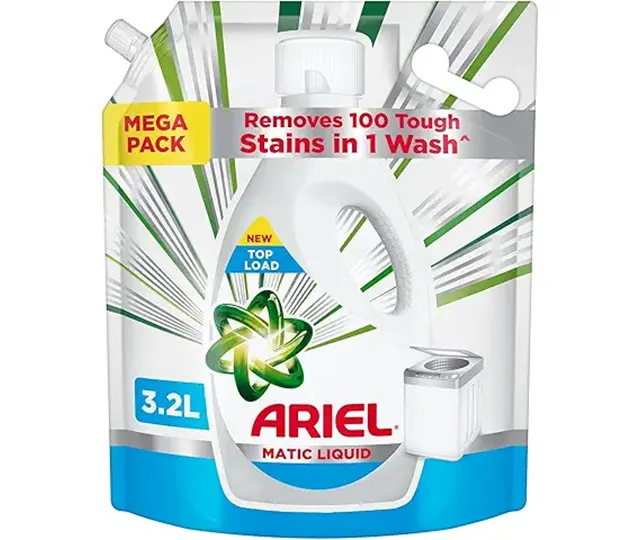 MEGA
PACK
Removes 100 Tough
Stains in 1 Wash^
NEW
TOP
LOAD
3.2L
ARIEL
MATIC LIQUID